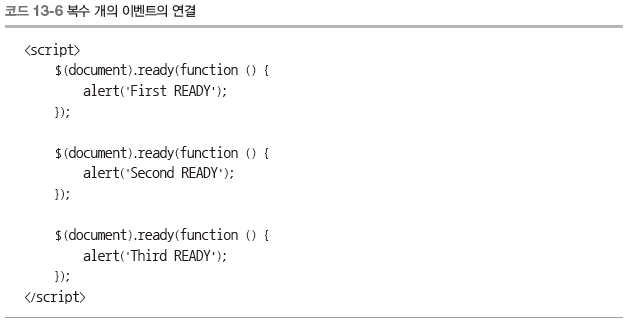 코드 13-6 복수 개의 이벤트의 연결
<script>
    $(document).ready(function () {
        alert('First READY');
    });

    $(document).ready(function () {
        alert('Second READY');
    });

    $(document).ready(function () {
        alert('Third READY');
    });
</script>